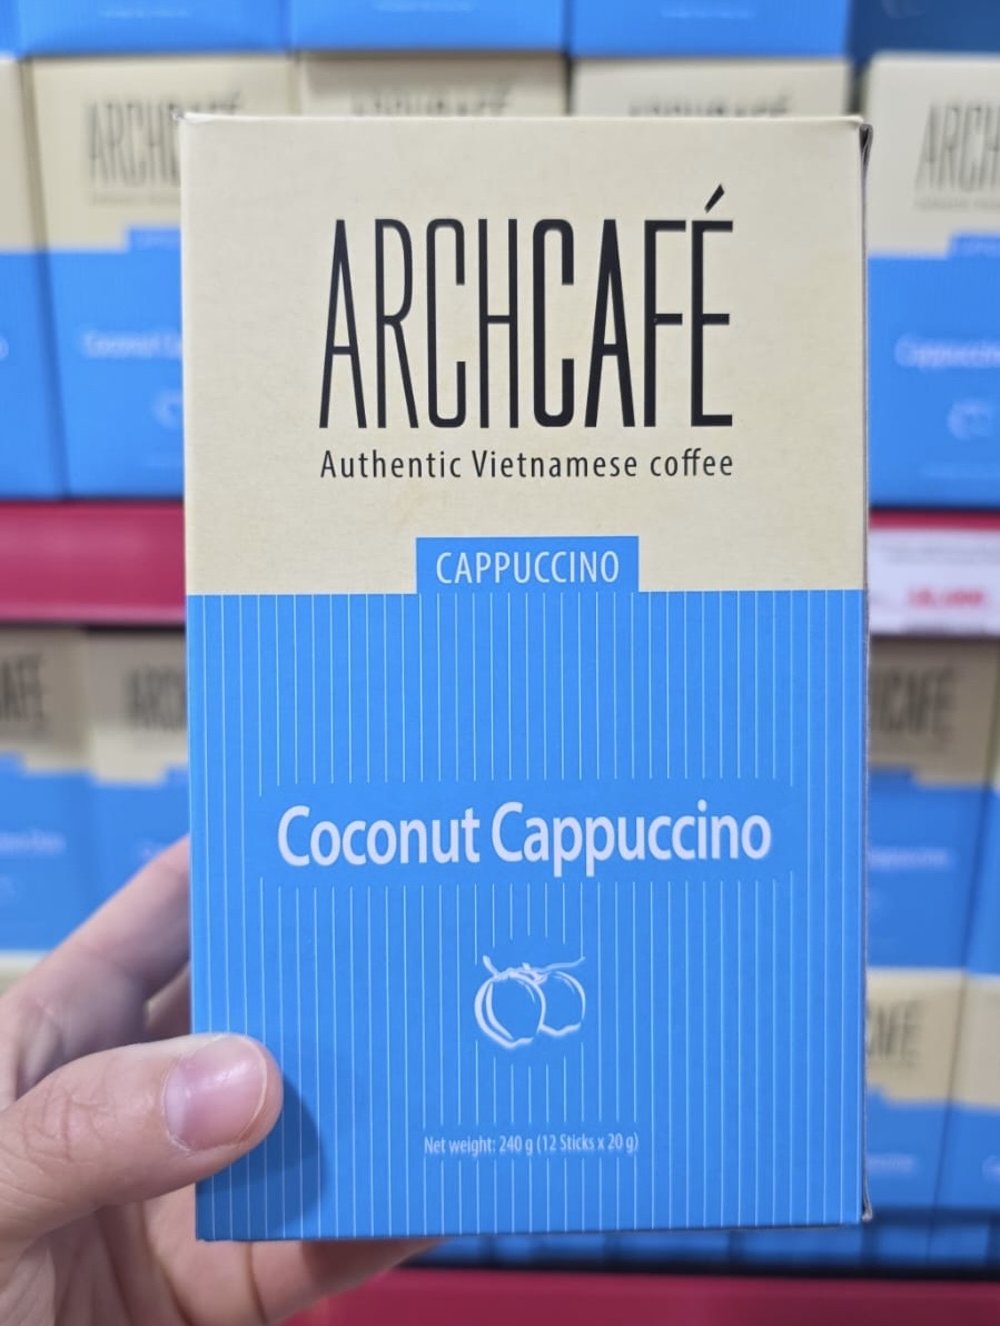 ARCHCAFÉ
Authentic Vietnamese coffee
CAPPUCCINO
Coconut Cappuccino
Net weight: 240 g (12 Sticks x 20 g)